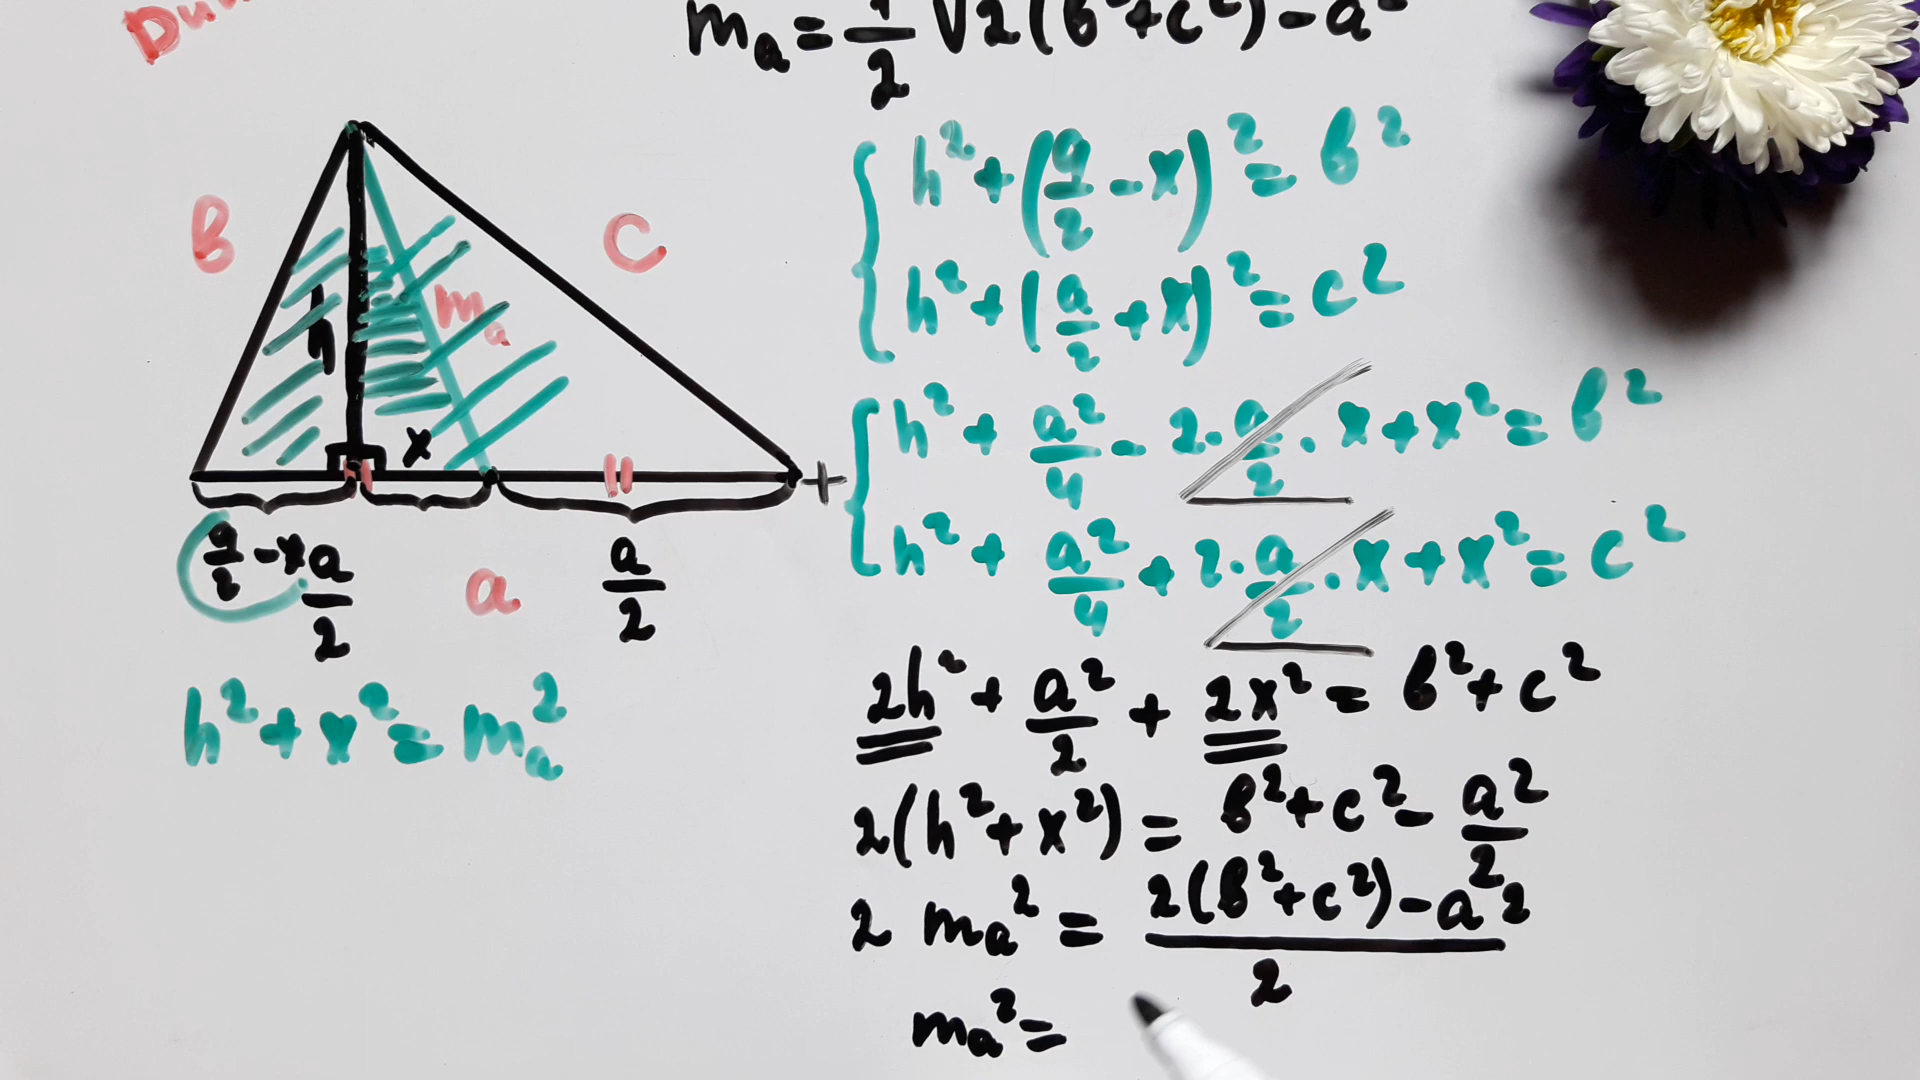 mₐ = 1/2 √2(b²+c²) - a²
b
c
h
mₐ
x
a/2 - x
a/2
a
a/2
h² + x² = mₐ²
h² + (a/2 - x)² = b²
h² + (a/2 + x)² = c²
+
h² + a²/4 - 2·a/2·x + x² = b²
h² + a²/4 + 2·a/2·x + x² = c²
2h² + a²/2 + 2x² = b² + c²
2(h² + x²) = b² + c² - a²/2
2 mₐ² = 2(b²+c²) - a²/2
mₐ² =